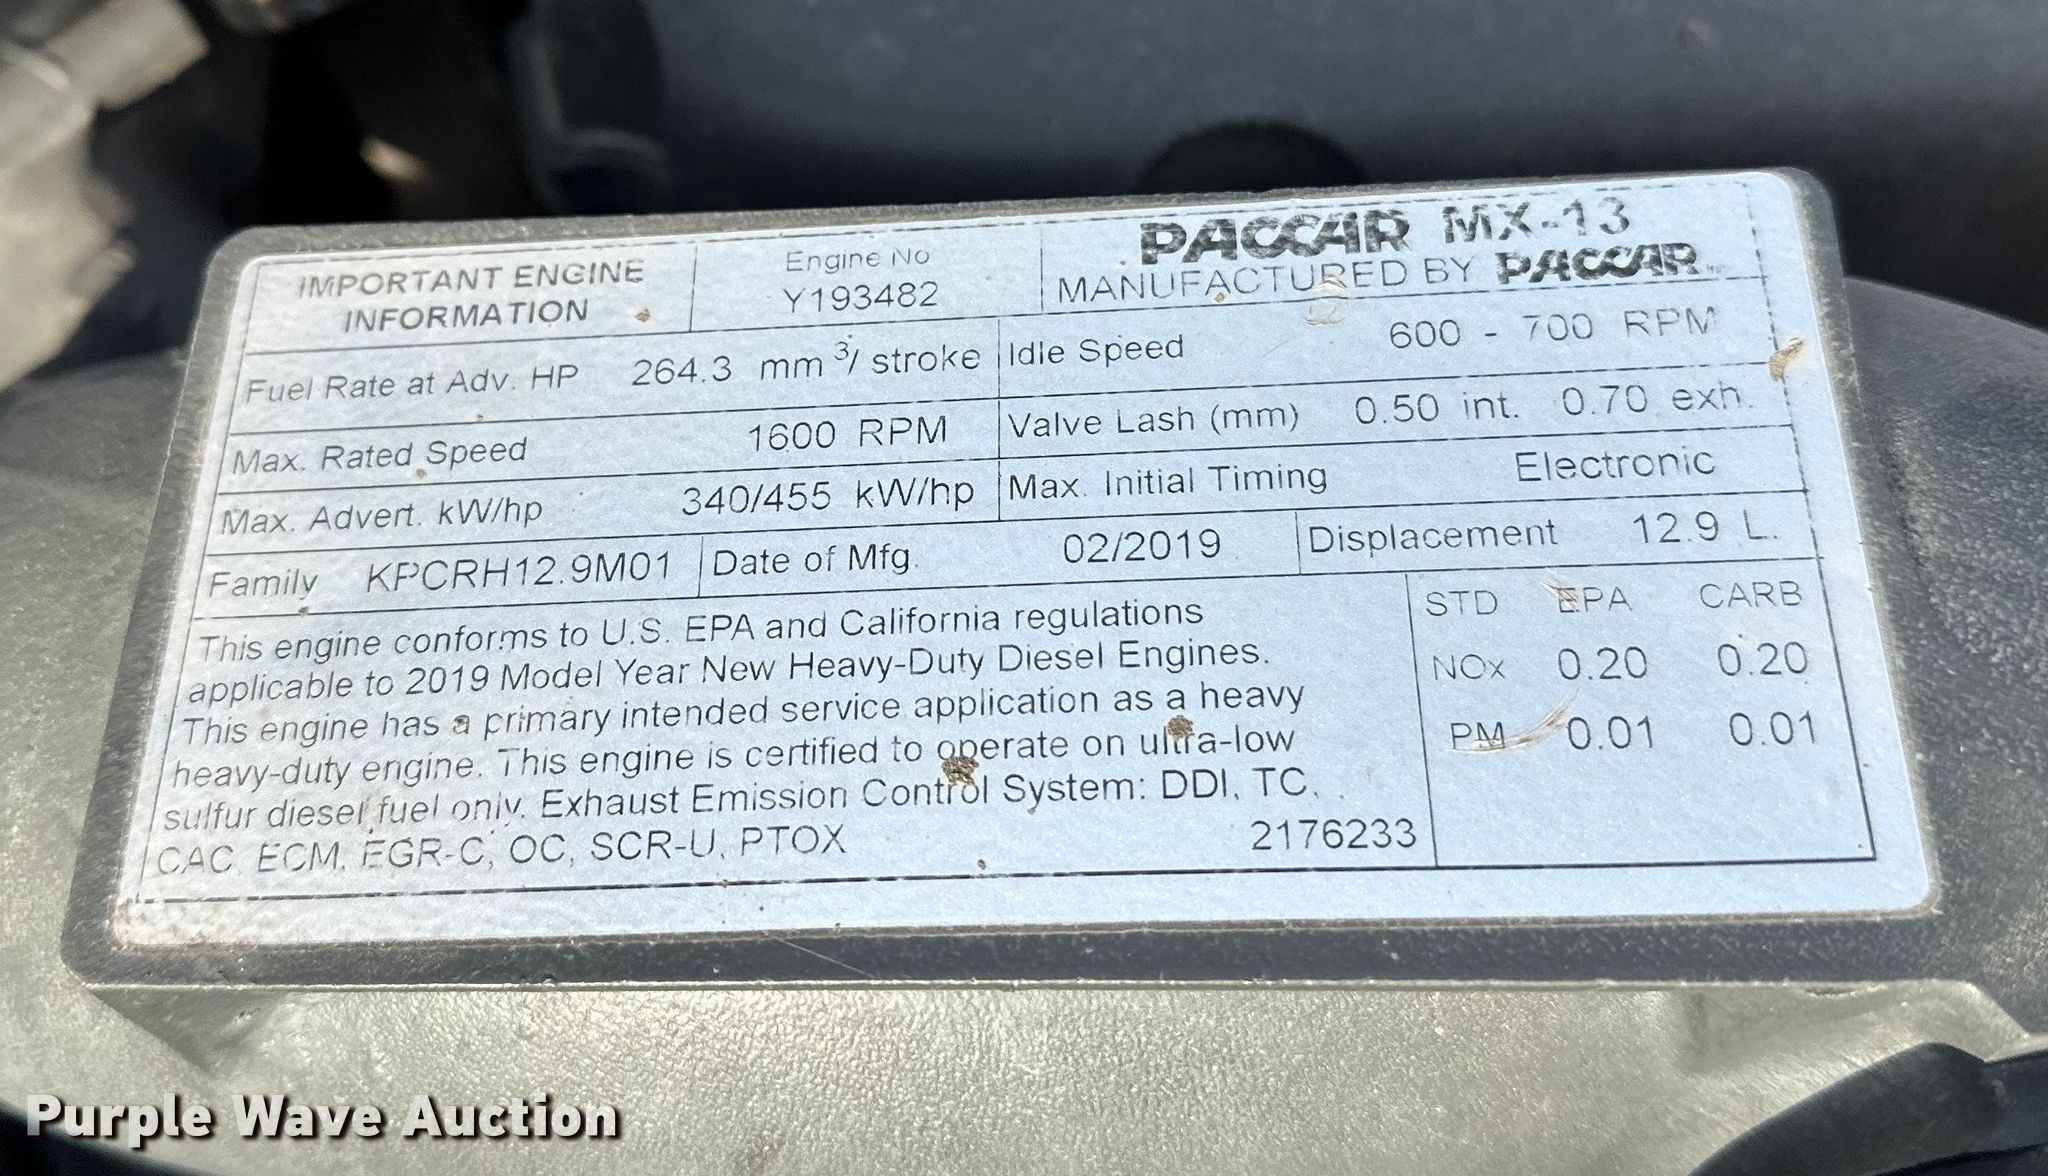 IMPORTANT ENGINE
INFORMATION
Engine No
Y193482
PACCAR MX-13
MANUFACTURED BY PACCAR
Fuel Rate at Adv. HP 264.3 mm 3/ stroke
Idle Speed 600 - 700 RPM
Max. Rated Speed 1600 RPM
Valve Lash (mm) 0.50 int. 0.70 exh.
Max. Advert. kW/hp 340/455 kW/hp
Max. Initial Timing Electronic
Family KPCRH12.9M01
Date of Mfg. 02/2019
Displacement 12.9 L.
This engine conforms to U.S. EPA and California regulations
applicable to 2019 Model Year New Heavy-Duty Diesel Engines.
This engine has a primary intended service application as a heavy
heavy-duty engine. This engine is certified to operate on ultra-low
sulfur diesel fuel only. Exhaust Emission Control System: DDI, TC,
CAC, ECM, EGR-C, OC, SCR-U, PTOX
2176233
STD EPA CARB
NOx 0.20 0.20
PM 0.01 0.01
Purple Wave Auction